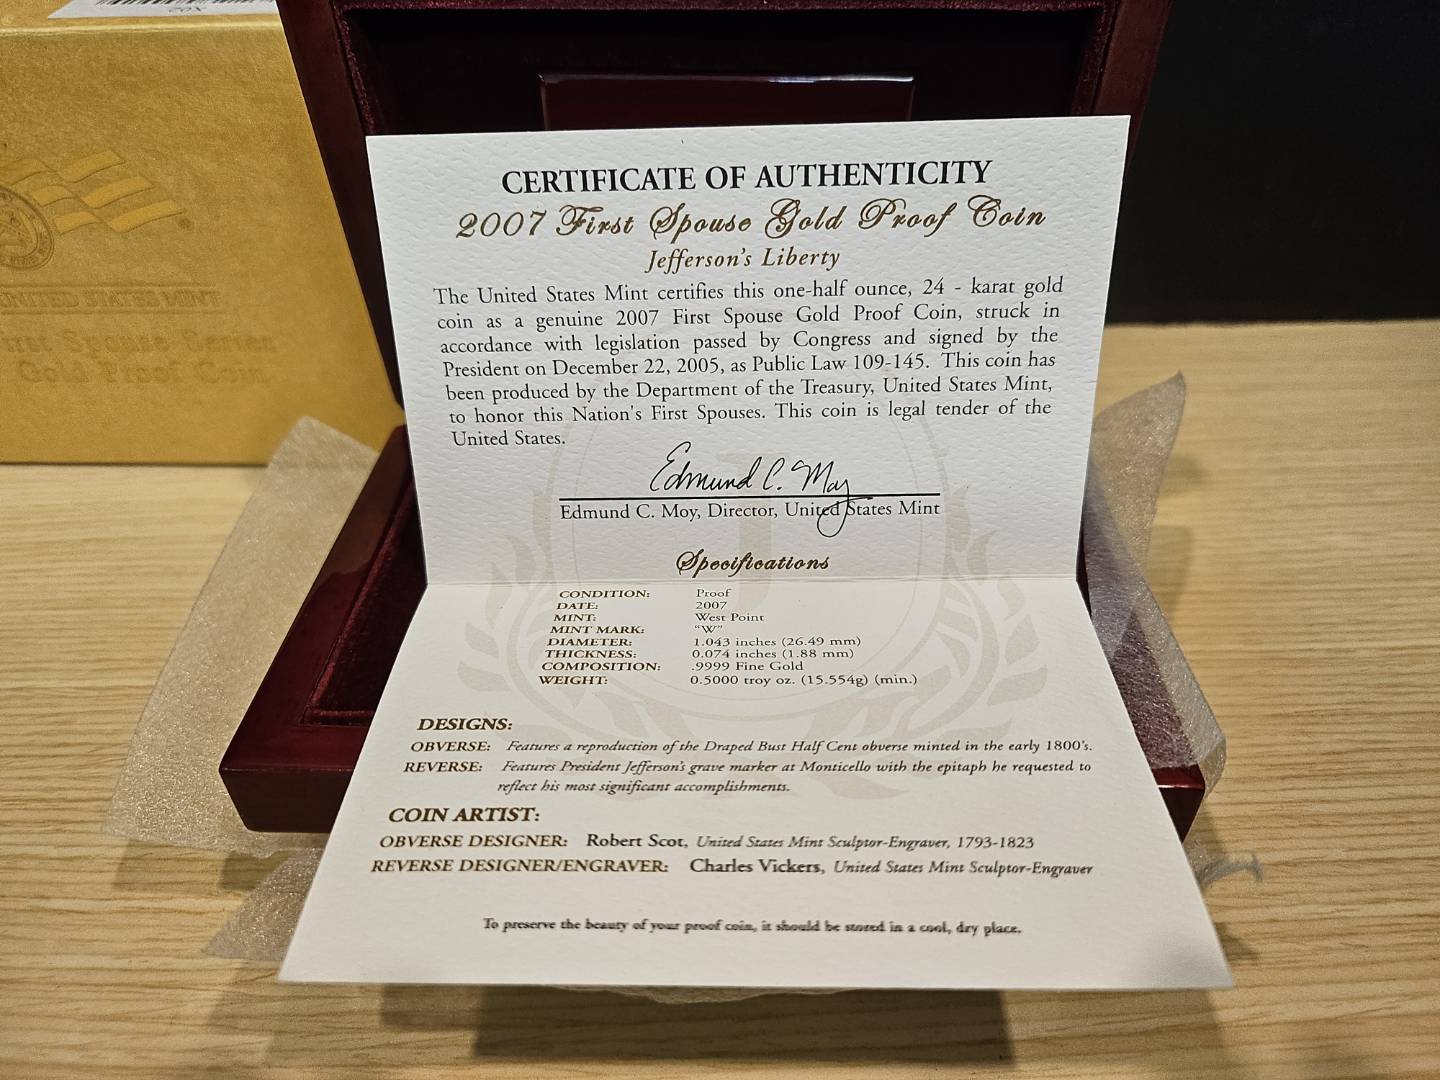 UNITED STATES MINT
First Spouse Series
Gold Proof Coin
CERTIFICATE OF AUTHENTICITY
2007 First Spouse Gold Proof Coin
Jefferson's Liberty
The United States Mint certifies this one-half ounce, 24 - karat gold
coin as a genuine 2007 First Spouse Gold Proof Coin, struck in
accordance with legislation passed by Congress and signed by the
President on December 22, 2005, as Public Law 109-145. This coin has
been produced by the Department of the Treasury, United States Mint,
to honor this Nation's First Spouses. This coin is legal tender of the
United States.
Edmund C. Moy
Edmund C. Moy, Director, United States Mint
Specifications
CONDITION: Proof
DATE: 2007
MINT: West Point
MINT MARK: "W"
DIAMETER: 1.043 inches (26.49 mm)
THICKNESS: 0.074 inches (1.88 mm)
COMPOSITION: .9999 Fine Gold
WEIGHT: 0.5000 troy oz. (15.554g) (min.)
DESIGNS:
OBVERSE: Features a reproduction of the Draped Bust Half Cent obverse minted in the early 1800's.
REVERSE: Features President Jefferson's grave marker at Monticello with the epitaph he requested to
reflect his most significant accomplishments.
COIN ARTIST:
OBVERSE DESIGNER: Robert Scot, United States Mint Sculptor-Engraver, 1793-1823
REVERSE DESIGNER/ENGRAVER: Charles Vickers, United States Mint Sculptor-Engraver
To preserve the beauty of your proof coin, it should be stored in a cool, dry place.